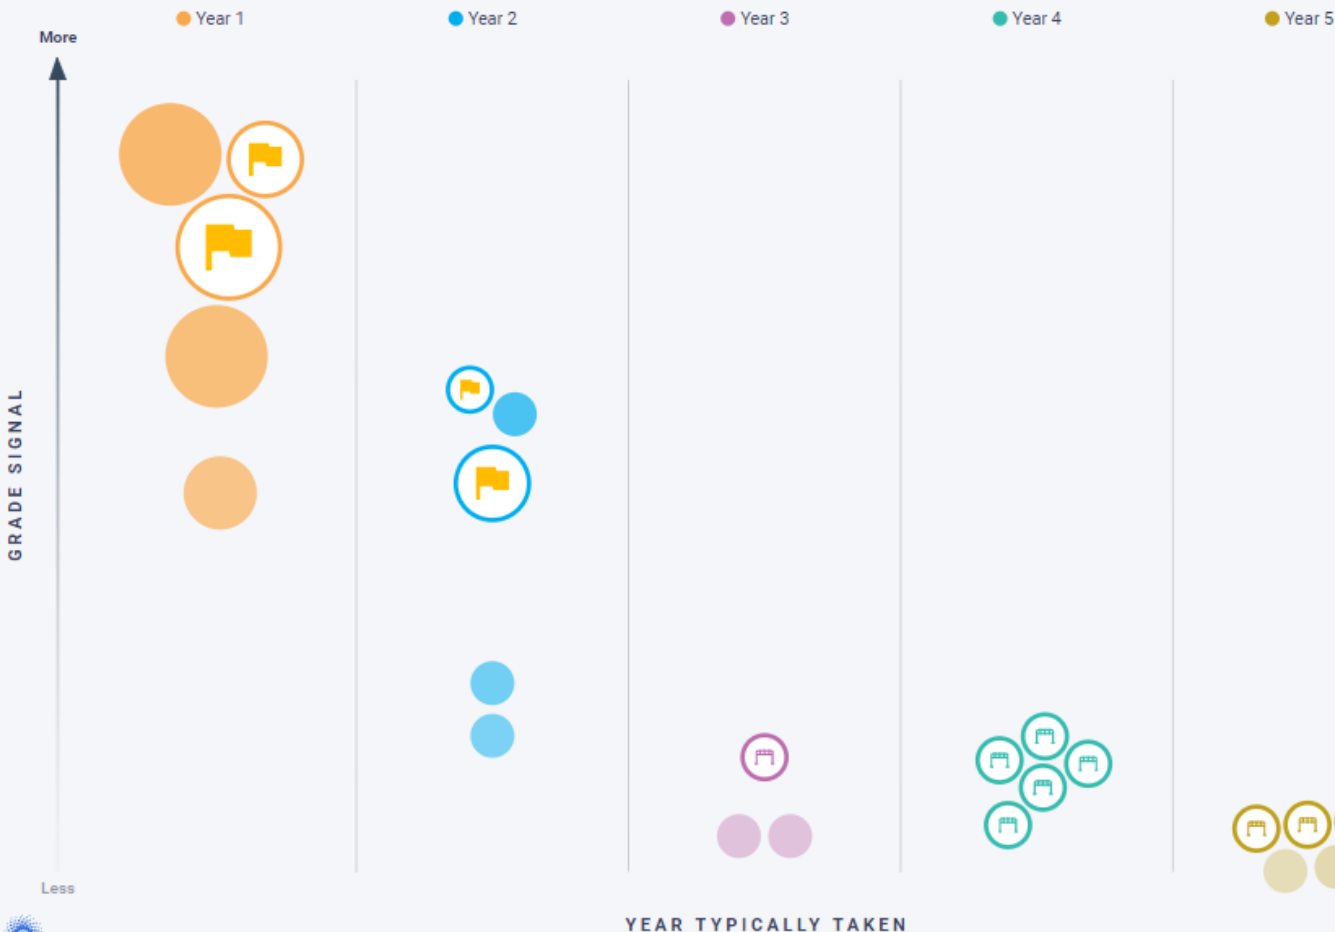 Year 1
Year 2
Year 3
Year 4
Year 5
More
GRADE SIGNAL
Less
YEAR TYPICALLY TAKEN